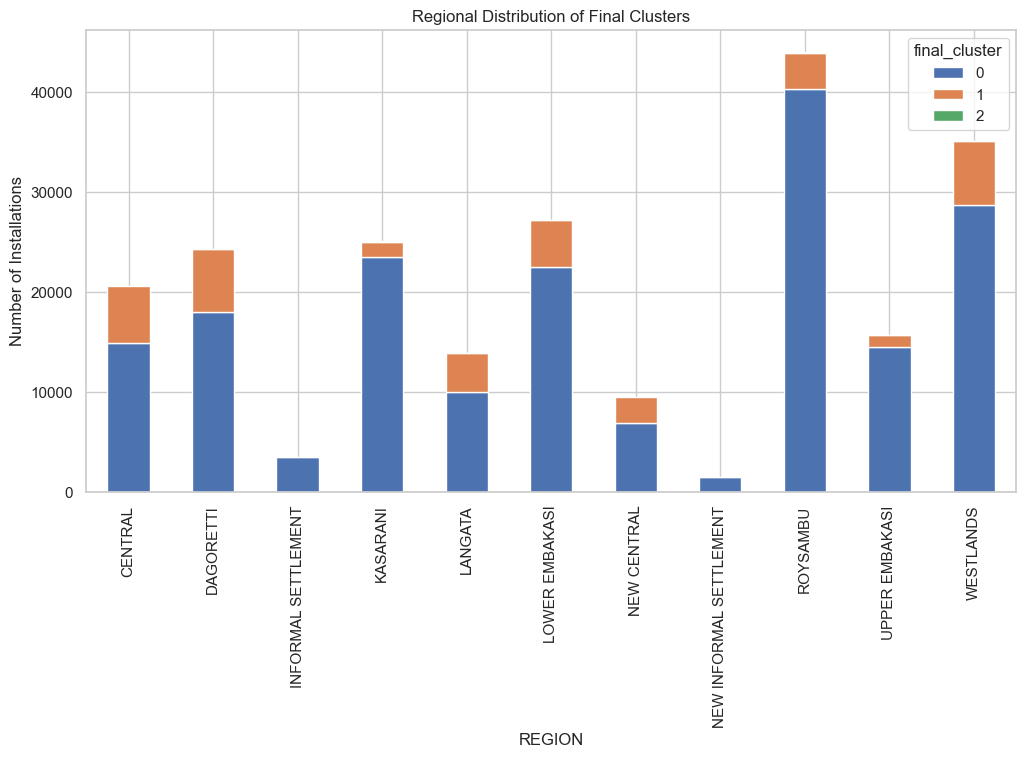 Regional Distribution of Final Clusters
final_cluster
0
1
2
Number of Installations
40000
30000
20000
10000
0
CENTRAL
DAGORETTI
INFORMAL SETTLEMENT
KASARANI
LANGATA
LOWER EMBAKASI
NEW CENTRAL
NEW INFORMAL SETTLEMENT
ROYSAMBU
UPPER EMBAKASI
WESTLANDS
REGION